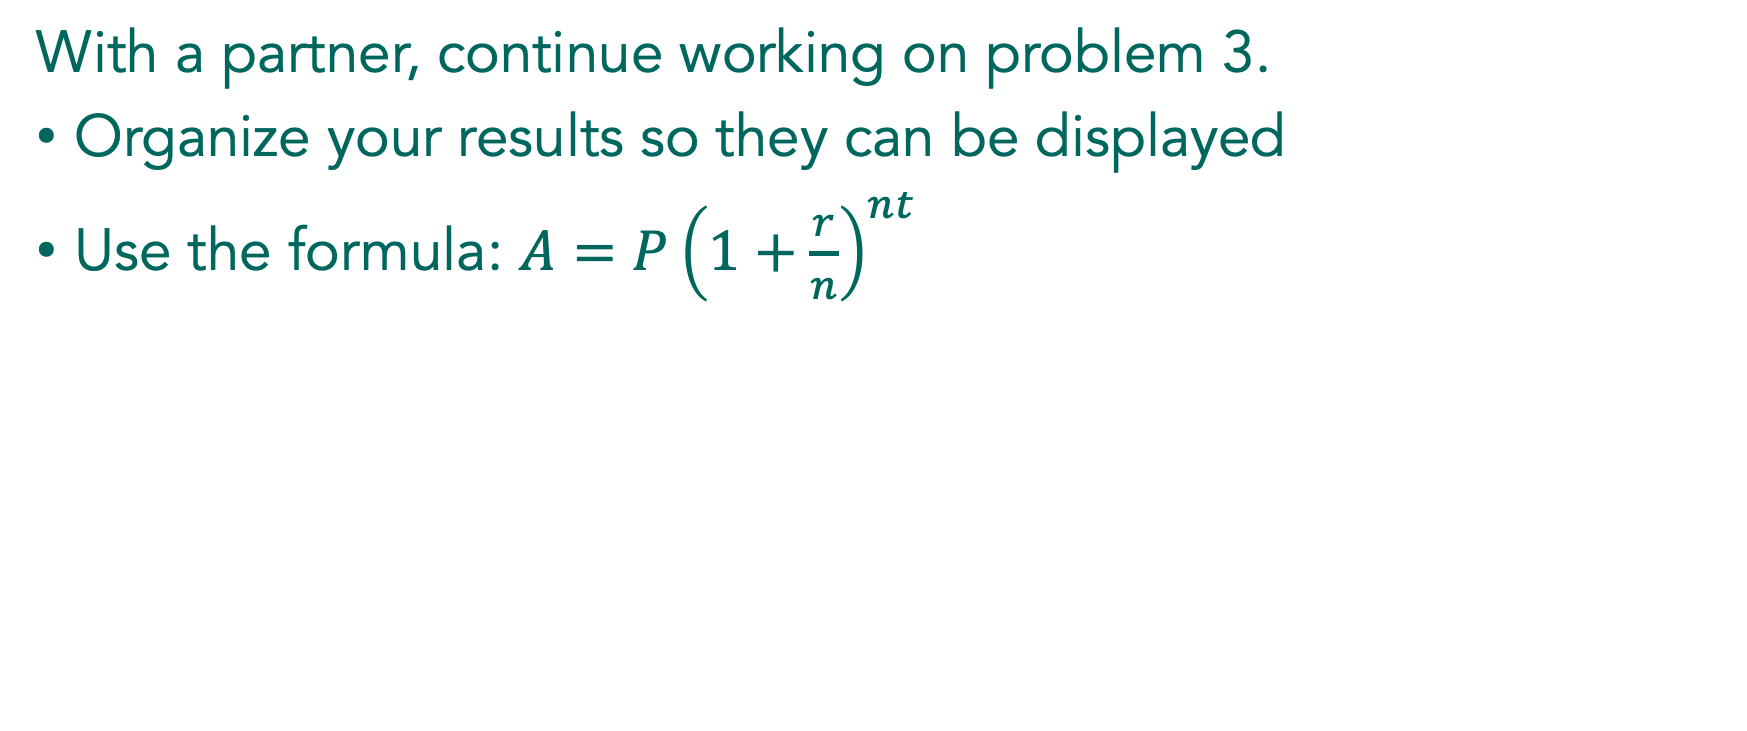 With a partner, continue working on problem 3.
• Organize your results so they can be displayed
• Use the formula: A = P(1 + r/n)^{nt}